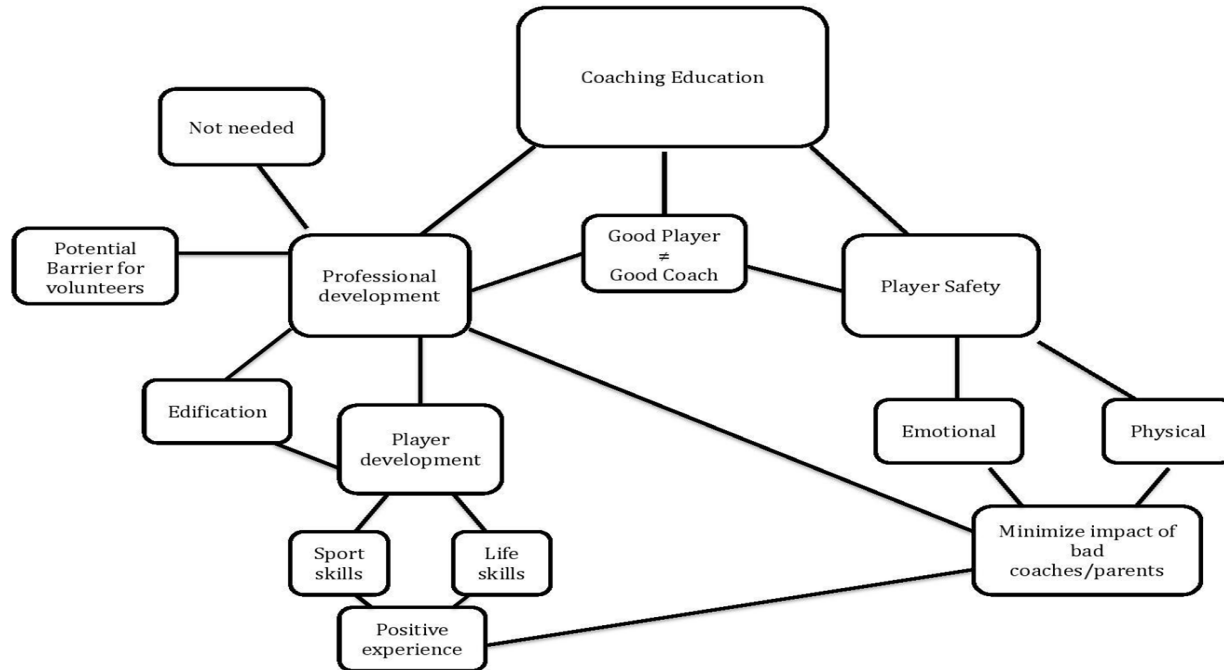 Coaching Education
Not needed
Good Player
≠
Good Coach
Potential
Barrier for
volunteers
Professional
development
Player Safety
Edification
Player
development
Emotional
Physical
Sport
skills
Life
skills
Minimize impact of
bad
coaches/parents
Positive
experience